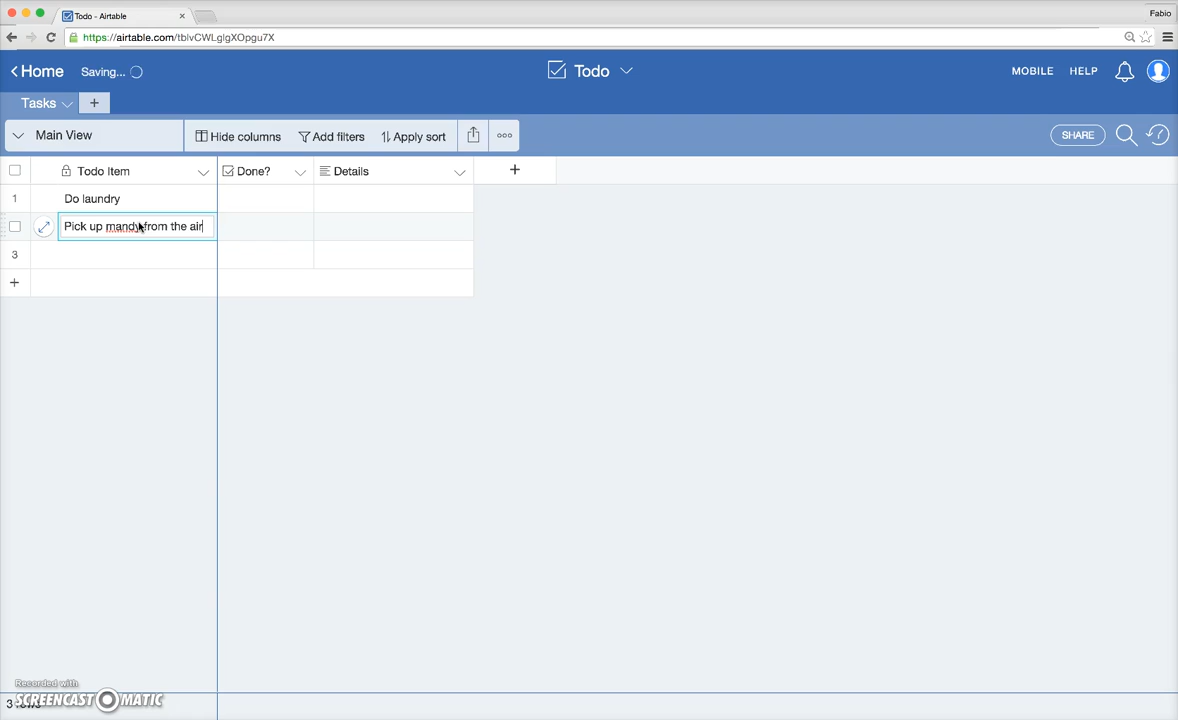 Todo - Airtable
Fabio
https://airtable.com/tblvCWLglgXOpgu7X
Home
Saving...
Todo
MOBILE
HELP
Tasks
Main View
Hide columns
Add filters
Apply sort
SHARE
Todo Item
Done?
Details
1
Do laundry
Pick up mandy from the air
3
Recorded with
SCREENCAST MATIC
3 rows